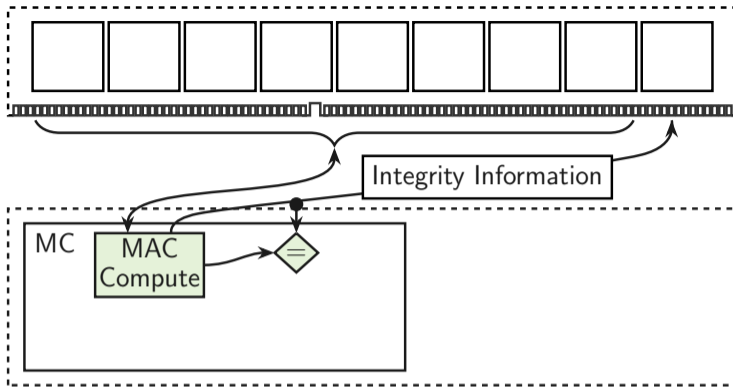 Integrity Information
MC
MAC
Compute
=